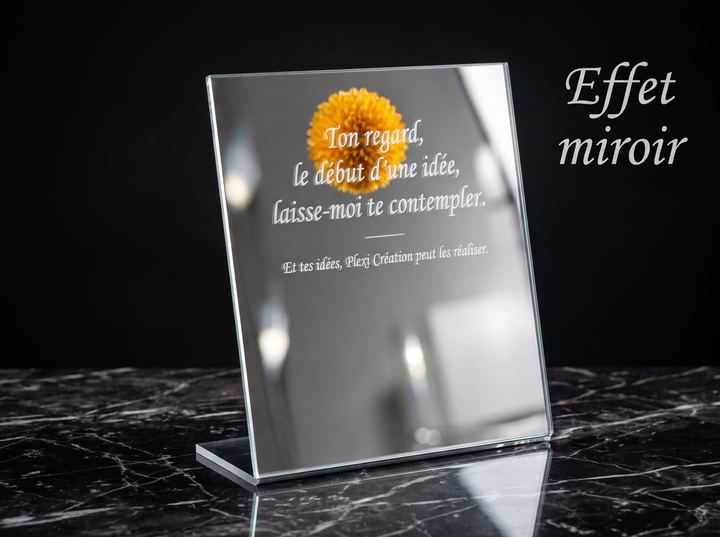 Effet
miroir
Ton regard,
le début d'une idée,
laisse-moi te contempler.
Et tes idées, Plexi Création peut les réaliser.